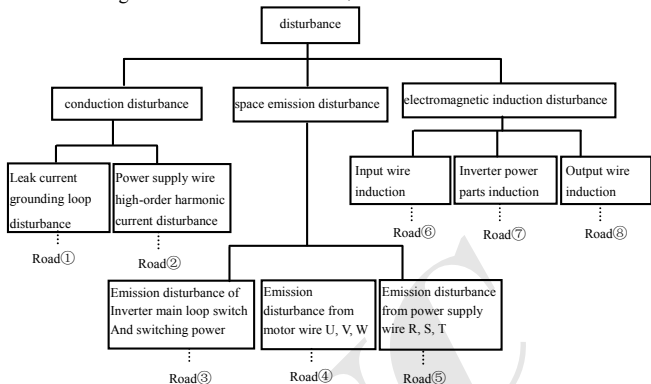 disturbance
conduction disturbance
space emission disturbance
electromagnetic induction disturbance
Leak current
grounding loop
disturbance
Power supply wire
high-order harmonic
current disturbance
Input wire
induction
Inverter power
parts induction
Output wire
induction
Road①
Road②
Road⑥
Road⑦
Road⑧
Emission disturbance of
Inverter main loop switch
And switching power
Emission
disturbance from
motor wire U, V, W
Emission disturbance
from power supply
wire R, S, T
Road③
Road④
Road⑤